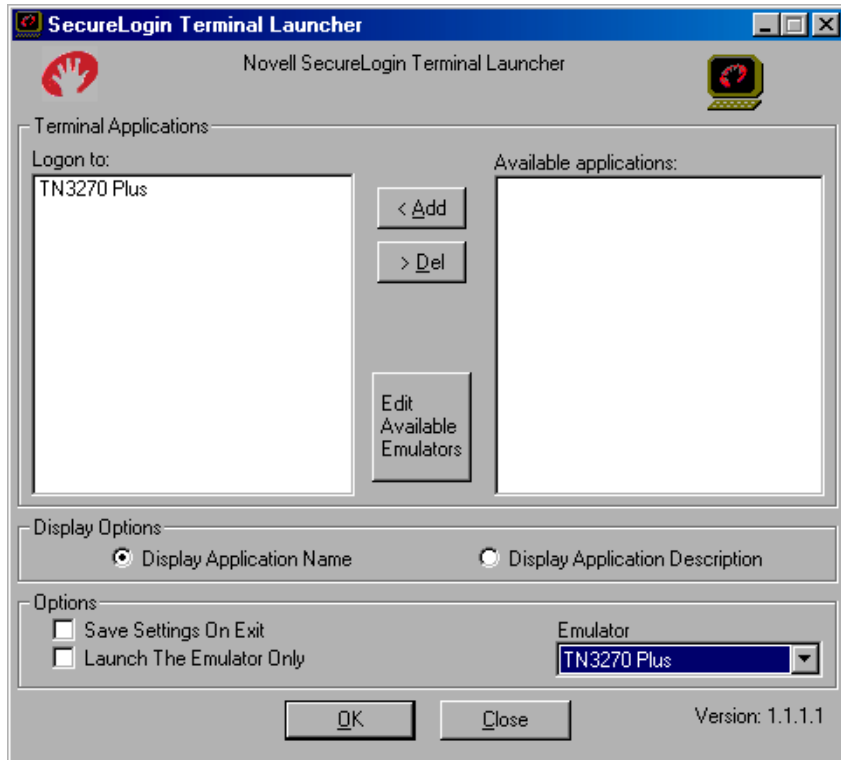 SecureLogin Terminal Launcher
Novell SecureLogin Terminal Launcher
Terminal Applications
Logon to:
Available applications:
TN3270 Plus
< Add
> Del
Edit
Available
Emulators
Display Options
Display Application Name
Display Application Description
Options
Save Settings On Exit
Emulator
Launch The Emulator Only
TN3270 Plus
OK
Close
Version: 1.1.1.1